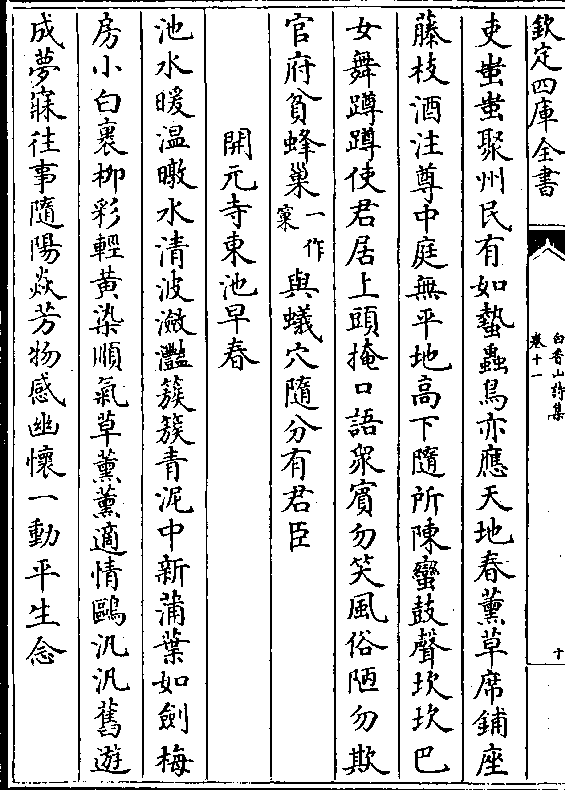 欽定四庫全書
白香山詩集
卷十一
十
吏蚩蚩聚州民有如蟄蟲鳥亦應天地春薰草席鋪座
藤枝酒注尊中庭無平地高下隨所陳蠻鼓聲坎坎巴
女舞蹲蹲使君居上頭掩口語衆賓勿笑風俗陋勿欺
官府貧蜂巢一作窠與蟻穴隨分有君臣
開元寺東池早春
池水暖溫暾水清波瀲灩簇簇青泥中新蒲葉如劍梅
房小白裹栁彩輕黄染順氣草薰薰適情鷗汎汎舊遊
成夢寐往事隨陽焱芳物感幽懷一動平生念